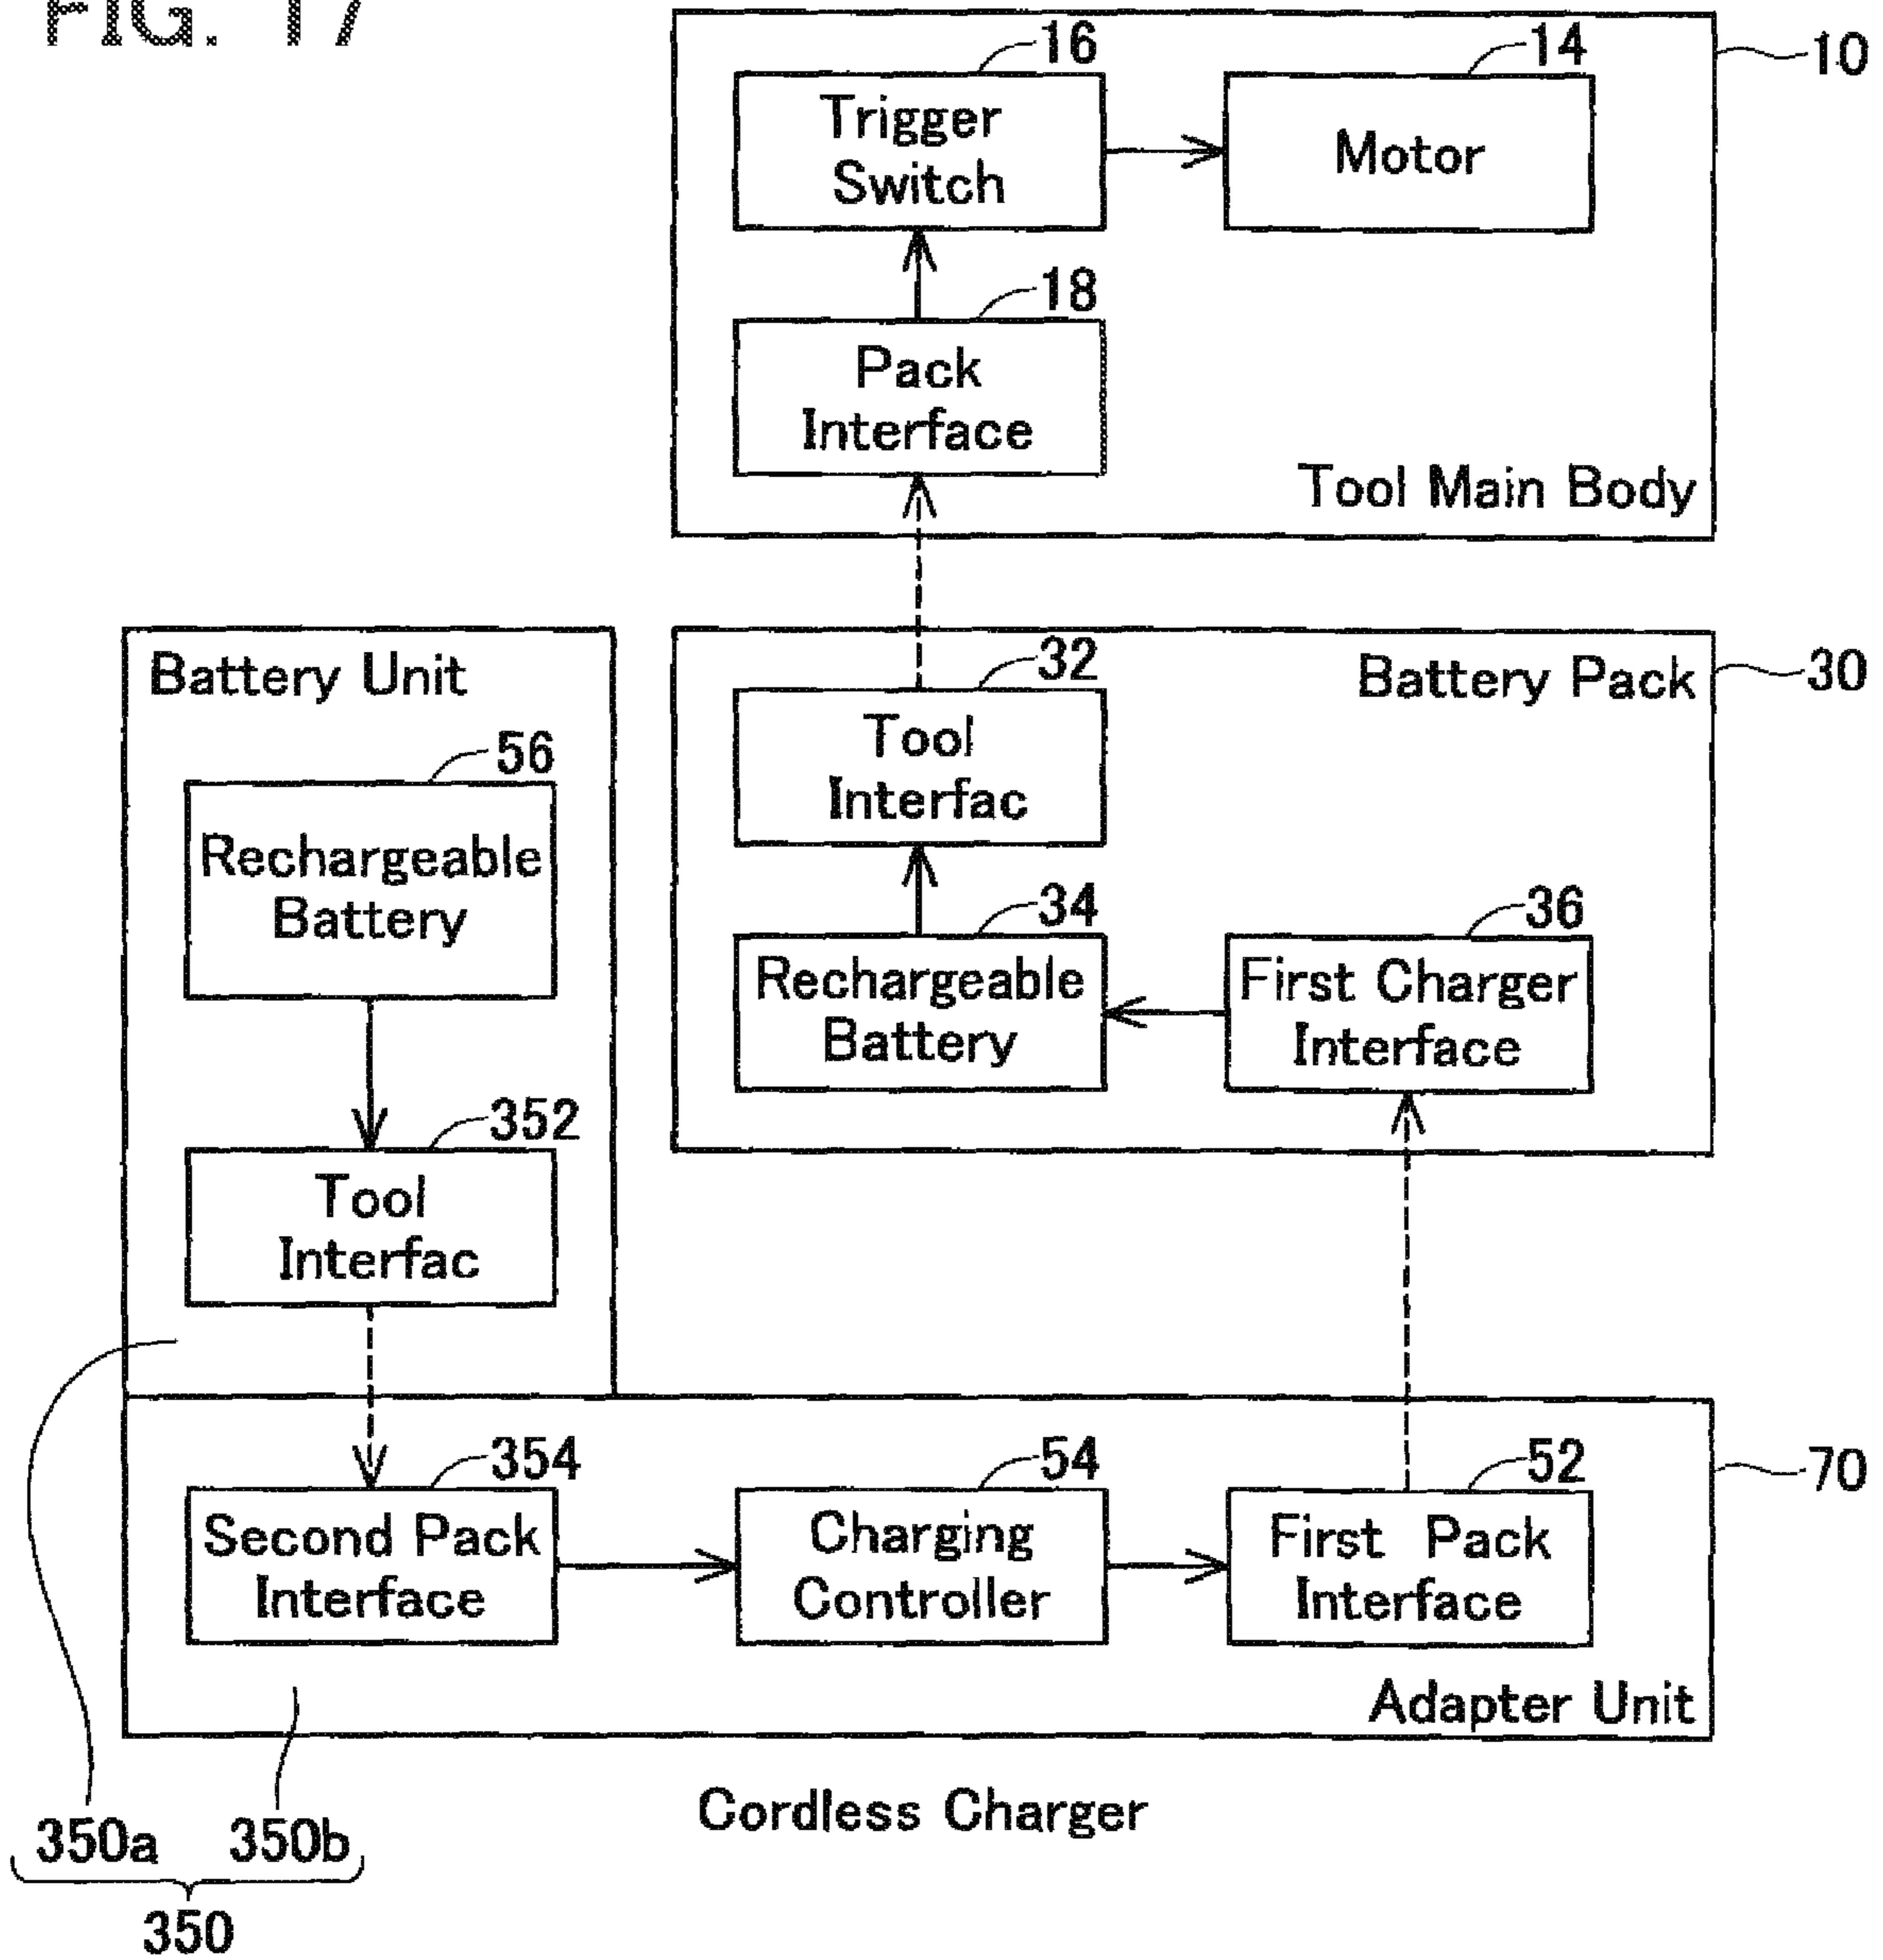 FIG. 17
16
14
10
Trigger
Switch
Motor
18
Pack
Interface
Tool Main Body
Battery Unit
32
Battery Pack
30
56
Tool
Interfac
Rechargeable
Battery
34
36
Rechargeable
Battery
First Charger
Interface
352
Tool
Interfac
354
54
52
70
Second Pack
Interface
Charging
Controller
First Pack
Interface
Adapter Unit
Cordless Charger
350a
350b
350